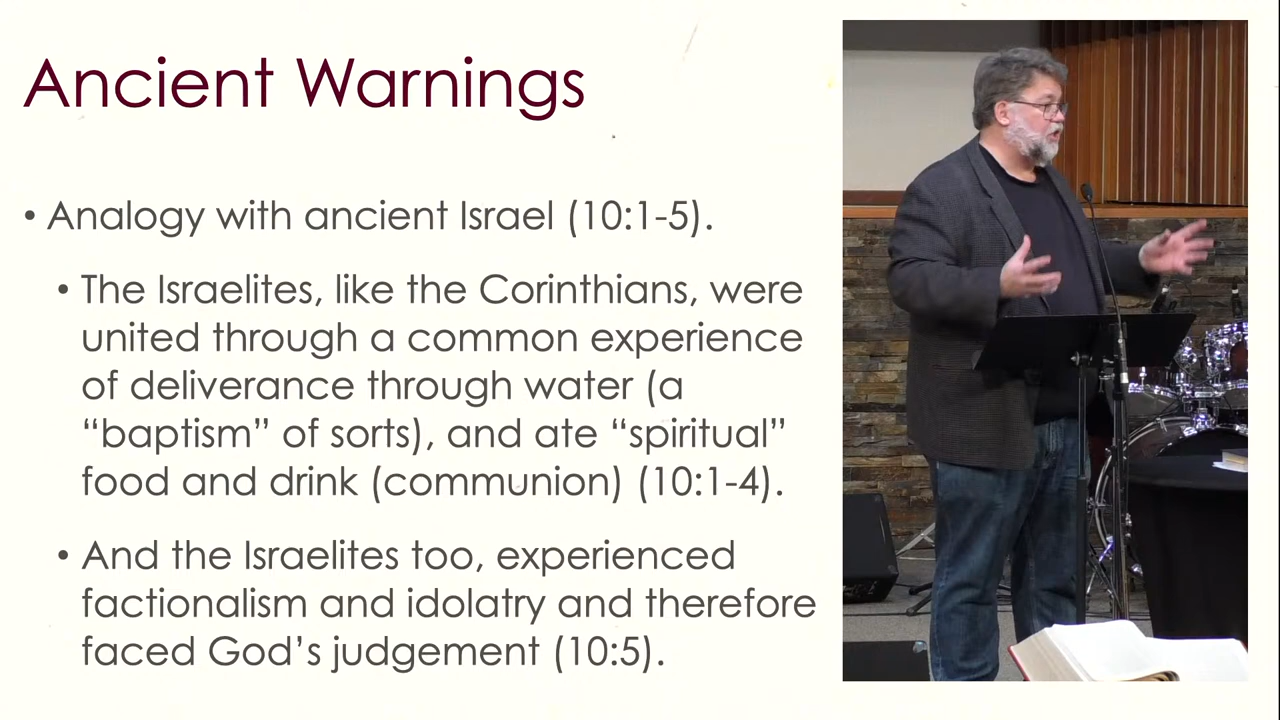 Ancient Warnings
• Analogy with ancient Israel (10:1-5).
• The Israelites, like the Corinthians, were
united through a common experience
of deliverance through water (a
“baptism” of sorts), and ate “spiritual”
food and drink (communion) (10:1-4).
• And the Israelites too, experienced
factionalism and idolatry and therefore
faced God’s judgement (10:5).